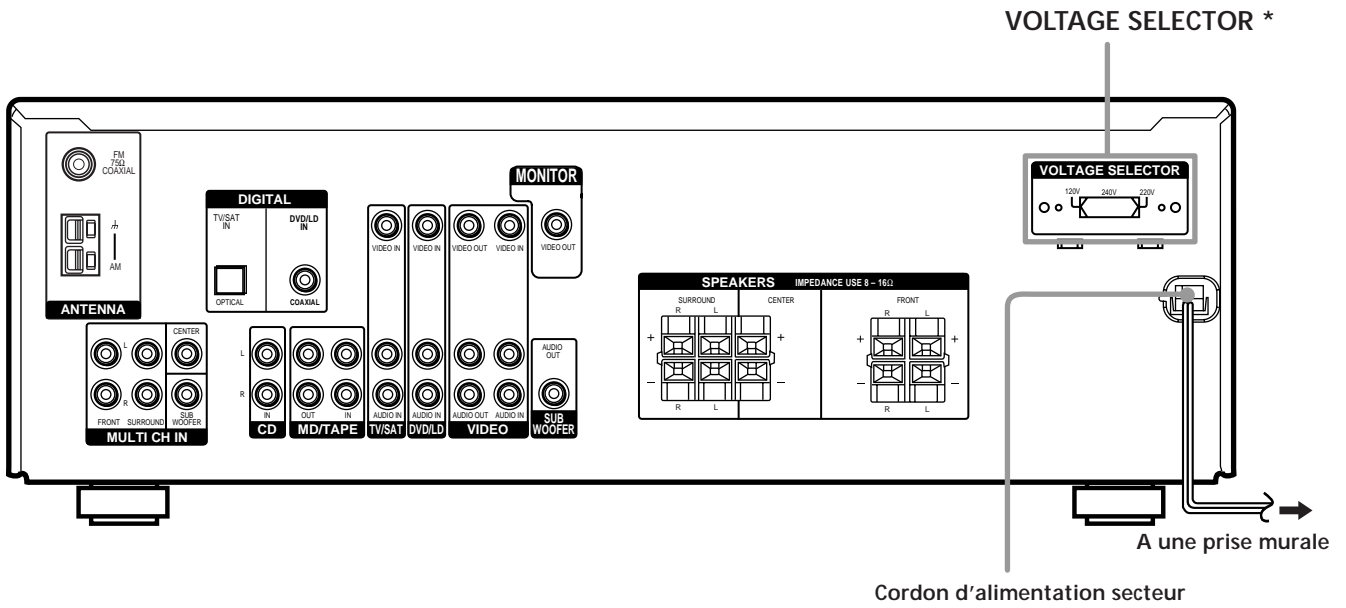 VOLTAGE SELECTOR *
FM
75Ω
COAXIAL
AM
ANTENNA
DIGITAL
TV/SAT
IN
DVD/LD
IN
OPTICAL
COAXIAL
MONITOR
VIDEO IN
VIDEO IN
VIDEO OUT
VIDEO IN
VIDEO OUT
VOLTAGE SELECTOR
120V
240V
220V
SPEAKERS IMPEDANCE USE 8 – 16Ω
SURROUND
CENTER
FRONT
R
L
R
L
+
+
+
+
–
–
–
–
R
L
R
L
CENTER
L
R
FRONT
SURROUND
SUB
WOOFER
MULTI CH IN
L
R
IN
CD
OUT
IN
MD/TAPE
AUDIO IN
TV/SAT
AUDIO IN
DVD/LD
AUDIO OUT
AUDIO IN
VIDEO
AUDIO
OUT
SUB
WOOFER
A une prise murale
Cordon d’alimentation secteur